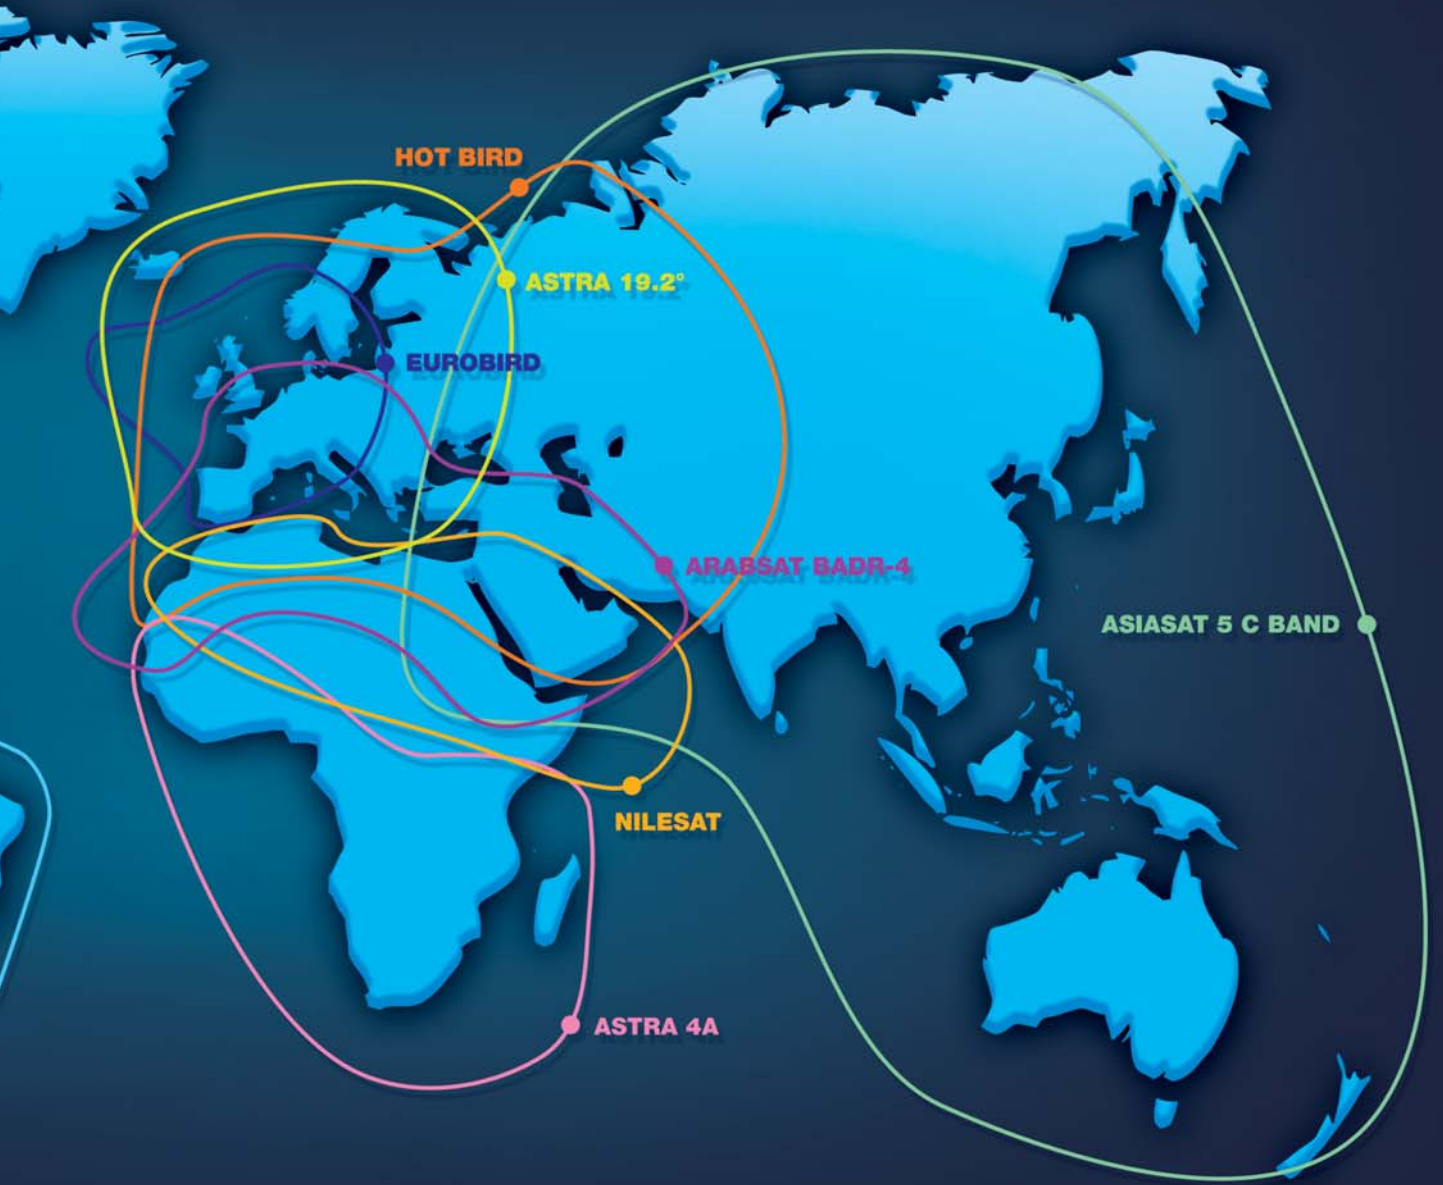 HOT BIRD
ASTRA 19.2°
EUROBIRD
ARABSAT BADR-4
ASIASAT 5 C BAND
NILESAT
ASTRA 4A